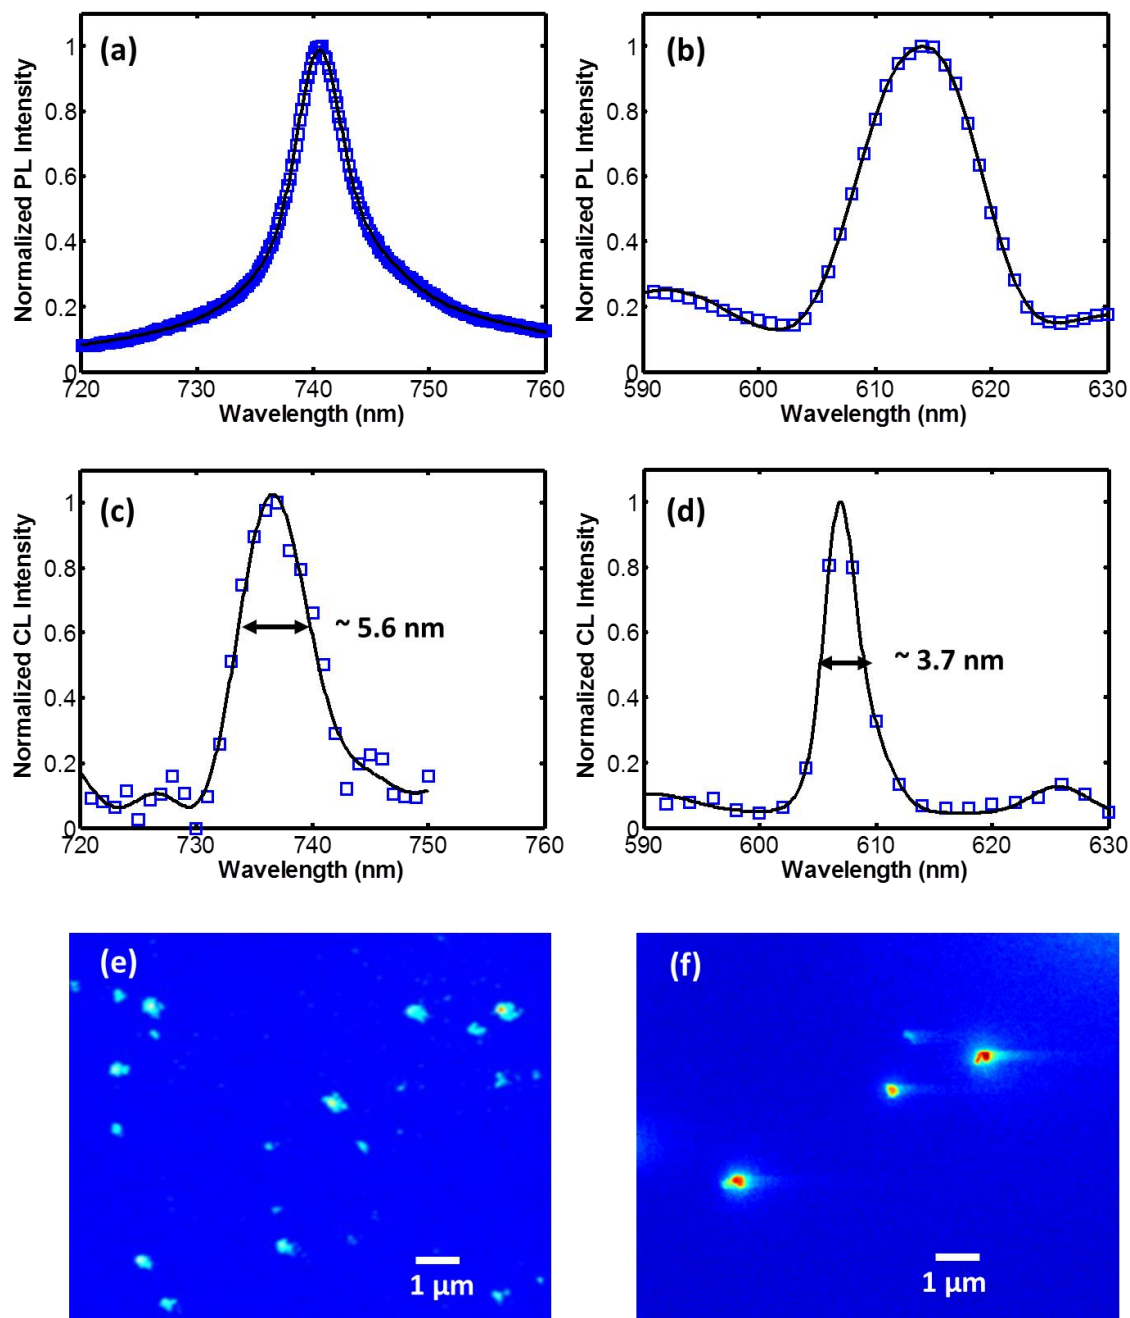 (a)
Normalized PL Intensity
1
0.8
0.6
0.4
0.2
0
720 730 740 750 760
Wavelength (nm)
(b)
Normalized PL Intensity
1
0.8
0.6
0.4
0.2
0
590 600 610 620 630
Wavelength (nm)
(c)
Normalized CL Intensity
1
0.8
0.6
0.4
0.2
0
~ 5.6 nm
720 730 740 750 760
Wavelength (nm)
(d)
Normalized CL Intensity
1
0.8
0.6
0.4
0.2
0
~ 3.7 nm
590 600 610 620 630
Wavelength (nm)
(e)
1 µm
(f)
1 µm